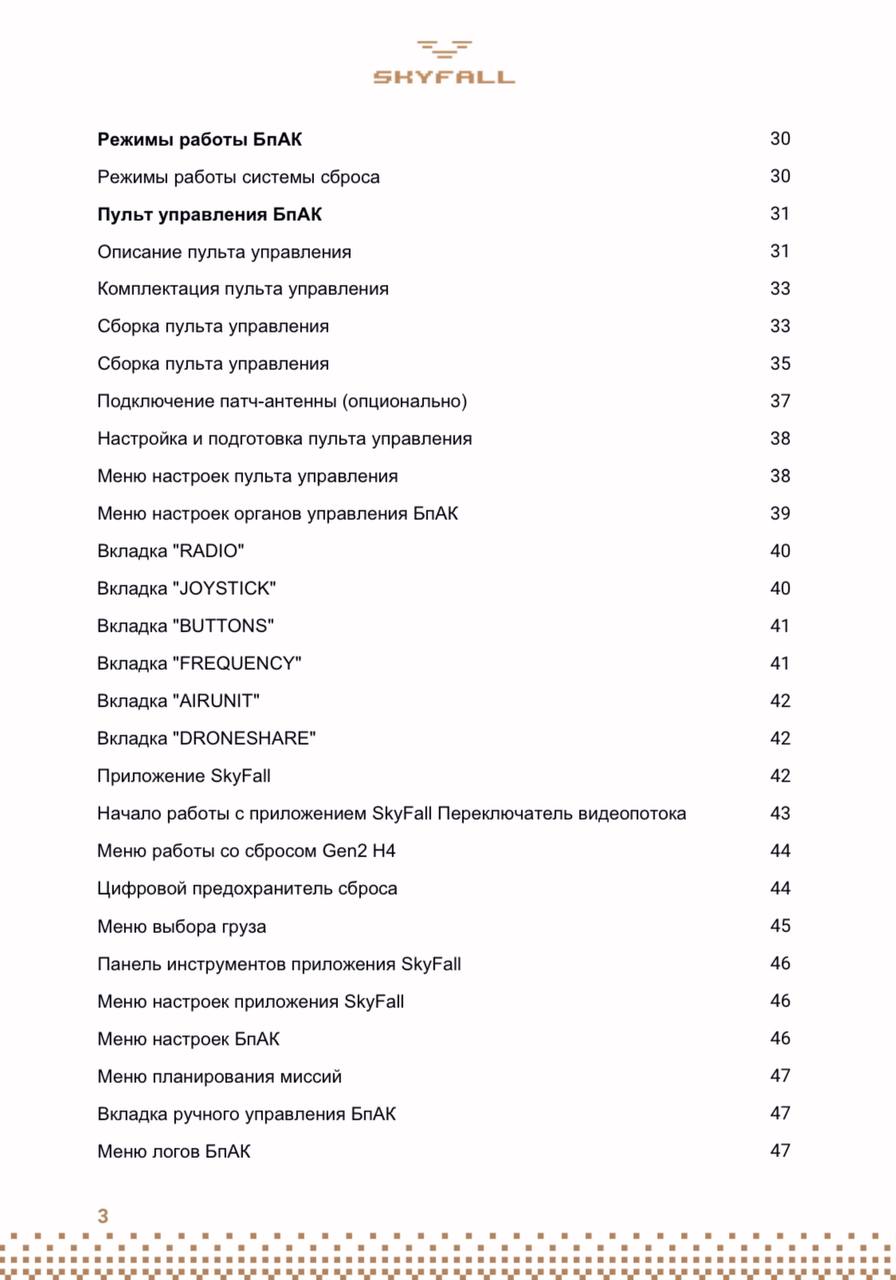 SKYFALL
Режимы работы БпАК 30
Режимы работы системы сброса 30
Пульт управления БпАК 31
Описание пульта управления 31
Комплектация пульта управления 33
Сборка пульта управления 33
Сборка пульта управления 35
Подключение патч-антенны (опционально) 37
Настройка и подготовка пульта управления 38
Меню настроек пульта управления 38
Меню настроек органов управления БпАК 39
Вкладка "RADIO" 40
Вкладка "JOYSTICK" 40
Вкладка "BUTTONS" 41
Вкладка "FREQUENCY" 41
Вкладка "AIRUNIT" 42
Вкладка "DRONESHARE" 42
Приложение SkyFall 42
Начало работы с приложением SkyFall Переключатель видеопотока 43
Меню работы со сбросом Gen2 H4 44
Цифровой предохранитель сброса 44
Меню выбора груза 45
Панель инструментов приложения SkyFall 46
Меню настроек приложения SkyFall 46
Меню настроек БпАК 46
Меню планирования миссий 47
Вкладка ручного управления БпАК 47
Меню логов БпАК 47
3